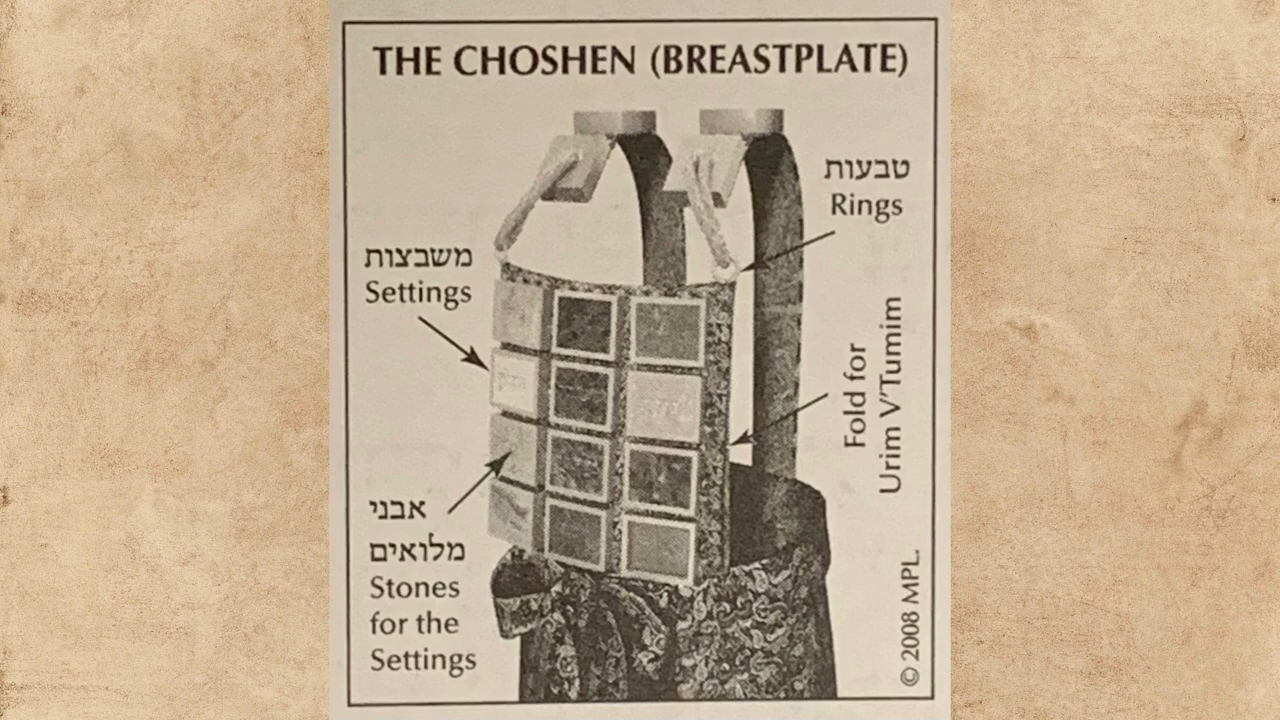 THE CHOSHEN (BREASTPLATE)
טבעות
Rings
משבצות
Settings
Fold for
Urim V'Tumim
אבני
מלואים
Stones
for the
Settings
© 2008 MPL.